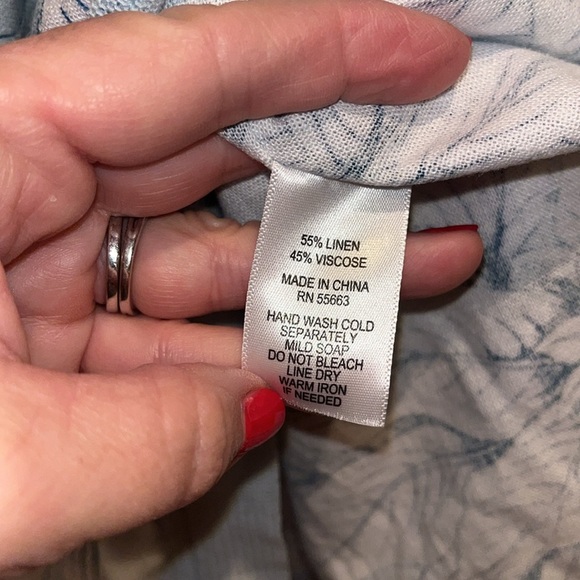 55% LINEN
45% VISCOSE
MADE IN CHINA
RN 55663
HAND WASH COLD
SEPARATELY
MILD SOAP
DO NOT BLEACH
LINE DRY
WARM IRON
IF NEEDED